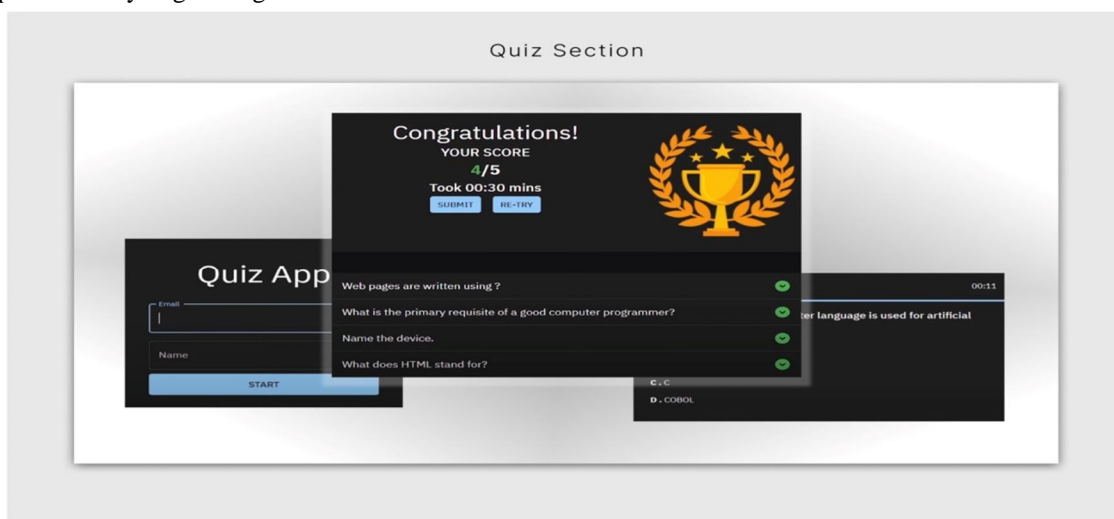 Quiz Section
Congratulations!
YOUR SCORE
4/5
Took 00:30 mins
SUBMIT RE-TRY
Web pages are written using ?
What is the primary requisite of a good computer programmer?
Name the device.
What does HTML stand for?
Quiz App
Email
Name
START
00:11
ter language is used for artificial
C.C
D.COBOL